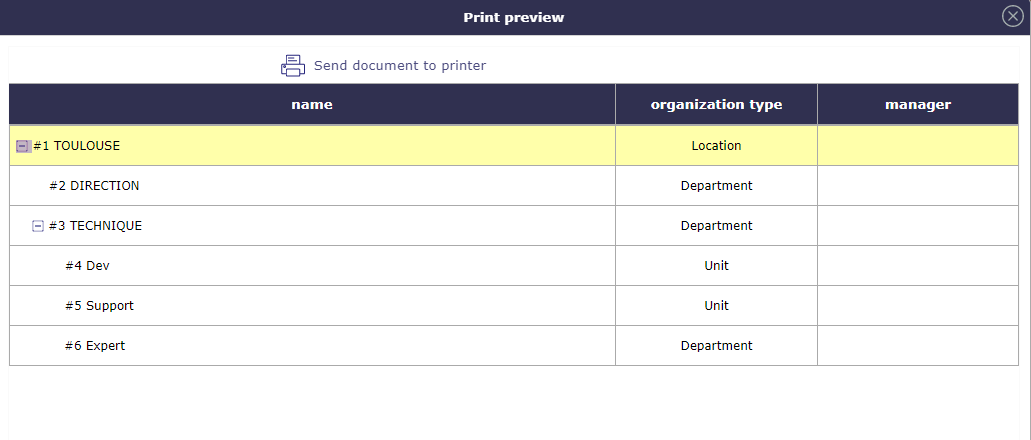 Print preview
Send document to printer
name organization type manager
#1 TOULOUSE Location
#2 DIRECTION Department
#3 TECHNIQUE Department
#4 Dev Unit
#5 Support Unit
#6 Expert Department